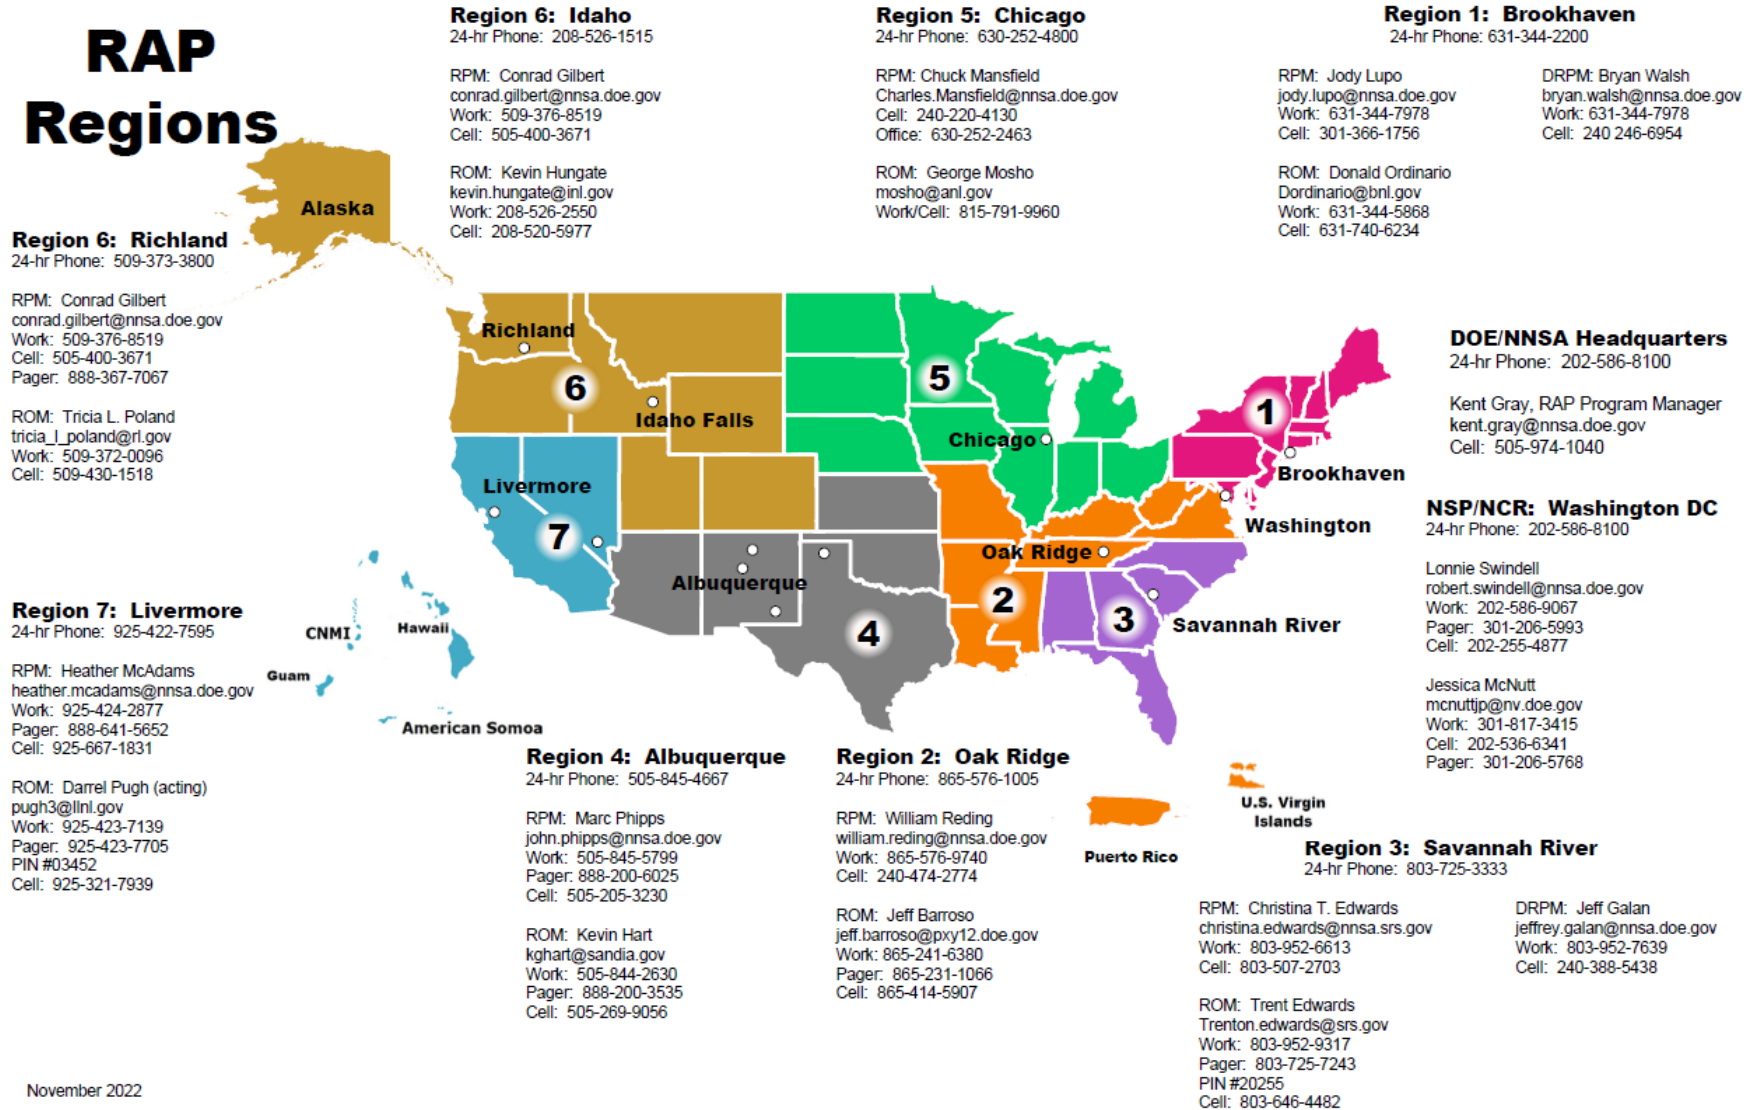 RAP
Regions
Region 6: Idaho
24-hr Phone: 208-526-1515
RPM: Conrad Gilbert
conrad.gilbert@nnsa.doe.gov
Work: 509-376-8519
Cell: 505-400-3671
ROM: Kevin Hungate
kevin.hungate@inl.gov
Work: 208-526-2550
Cell: 208-520-5977
Region 5: Chicago
24-hr Phone: 630-252-4800
RPM: Chuck Mansfield
Charles.Mansfield@nnsa.doe.gov
Cell: 240-220-4130
Office: 630-252-2463
ROM: George Mosho
mosho@anl.gov
Work/Cell: 815-791-9960
Region 1: Brookhaven
24-hr Phone: 631-344-2200
RPM: Jody Lupo
jody.lupo@nnsa.doe.gov
Work: 631-344-7978
Cell: 301-366-1756
DRPM: Bryan Walsh
bryan.walsh@nnsa.doe.gov
Work: 631-344-7978
Cell: 240 246-6954
ROM: Donald Ordinario
Dordinario@bnl.gov
Work: 631-344-5868
Cell: 631-740-6234
Region 6: Richland
24-hr Phone: 509-373-3800
RPM: Conrad Gilbert
conrad.gilbert@nnsa.doe.gov
Work: 509-376-8519
Cell: 505-400-3671
Pager: 888-367-7067
ROM: Tricia L. Poland
tricia_l_poland@rl.gov
Work: 509-372-0096
Cell: 509-430-1518
Alaska
Richland
6
Idaho Falls
5
Chicago
1
Brookhaven
Livermore
7
Washington
Oak Ridge
Albuquerque
2
3
4
Savannah River
CNMI
Hawaii
Guam
American Somoa
Puerto Rico
U.S. Virgin
Islands
DOE/NNSA Headquarters
24-hr Phone: 202-586-8100
Kent Gray, RAP Program Manager
kent.gray@nnsa.doe.gov
Cell: 505-974-1040
NSP/NCR: Washington DC
24-hr Phone: 202-586-8100
Lonnie Swindell
robert.swindell@nnsa.doe.gov
Work: 202-586-9067
Pager: 301-206-5993
Cell: 202-255-4877
Jessica McNutt
mcnuttjp@nv.doe.gov
Work: 301-817-3415
Cell: 202-536-6341
Pager: 301-206-5768
Region 7: Livermore
24-hr Phone: 925-422-7595
RPM: Heather McAdams
heather.mcadams@nnsa.doe.gov
Work: 925-424-2877
Pager: 888-641-5652
Cell: 925-667-1831
ROM: Darrel Pugh (acting)
pugh3@llnl.gov
Work: 925-423-7139
Pager: 925-423-7705
PIN #03452
Cell: 925-321-7939
Region 4: Albuquerque
24-hr Phone: 505-845-4667
RPM: Marc Phipps
john.phipps@nnsa.doe.gov
Work: 505-845-5799
Pager: 888-200-6025
Cell: 505-205-3230
ROM: Kevin Hart
kghart@sandia.gov
Work: 505-844-2630
Pager: 888-200-3535
Cell: 505-269-9056
Region 2: Oak Ridge
24-hr Phone: 865-576-1005
RPM: William Reding
william.reding@nnsa.doe.gov
Work: 865-576-9740
Cell: 240-474-2774
ROM: Jeff Barroso
jeff.barroso@pxy12.doe.gov
Work: 865-241-6380
Pager: 865-231-1066
Cell: 865-414-5907
Region 3: Savannah River
24-hr Phone: 803-725-3333
RPM: Christina T. Edwards
christina.edwards@nnsa.srs.gov
Work: 803-952-6613
Cell: 803-507-2703
DRPM: Jeff Galan
jeffrey.galan@nnsa.doe.gov
Work: 803-952-7639
Cell: 240-388-5438
ROM: Trent Edwards
Trenton.edwards@srs.gov
Work: 803-952-9317
Pager: 803-725-7243
PIN #20255
Cell: 803-646-4482
November 2022